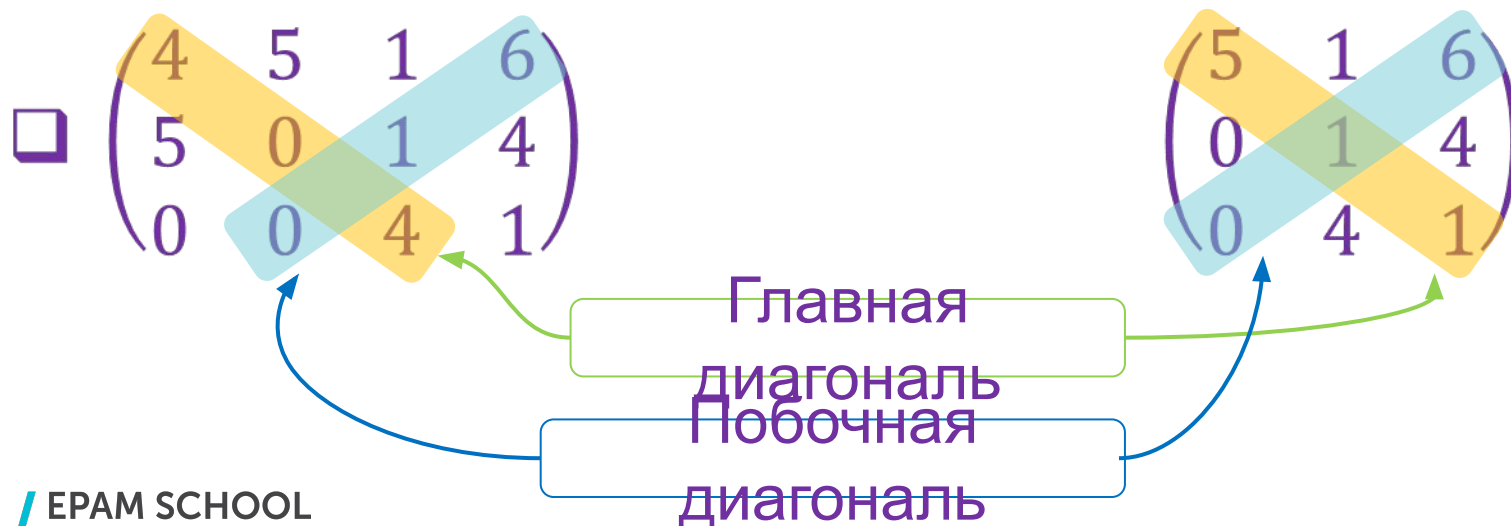 4 5 1 6
5 0 1 4
0 0 4 1
5 1 6
0 1 4
0 4 1
Главная
диагональ
Побочная
диагональ
/ EPAM SCHOOL